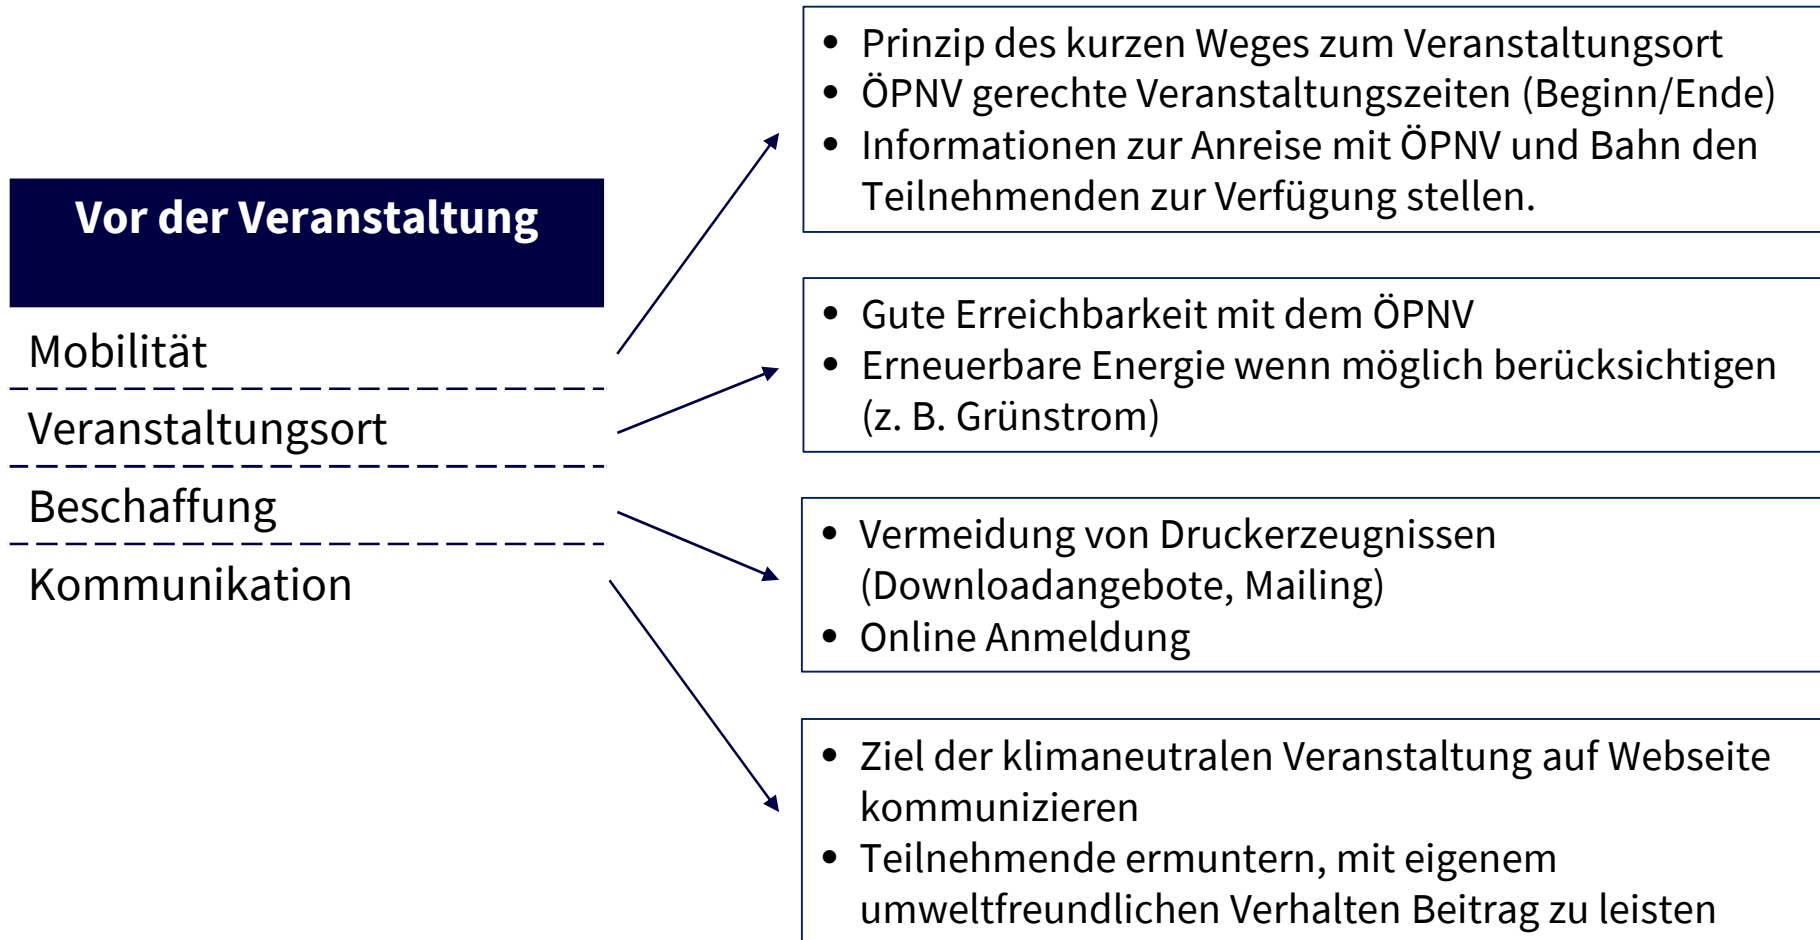 Vor der Veranstaltung
Mobilität
Veranstaltungsort
Beschaffung
Kommunikation
• Prinzip des kurzen Weges zum Veranstaltungsort
• ÖPNV gerechte Veranstaltungszeiten (Beginn/Ende)
• Informationen zur Anreise mit ÖPNV und Bahn den
Teilnehmenden zur Verfügung stellen.
• Gute Erreichbarkeit mit dem ÖPNV
• Erneuerbare Energie wenn möglich berücksichtigen
(z. B. Grünstrom)
• Vermeidung von Druckerzeugnissen
(Downloadangebote, Mailing)
• Online Anmeldung
• Ziel der klimaneutralen Veranstaltung auf Webseite
kommunizieren
• Teilnehmende ermuntern, mit eigenem
umweltfreundlichen Verhalten Beitrag zu leisten